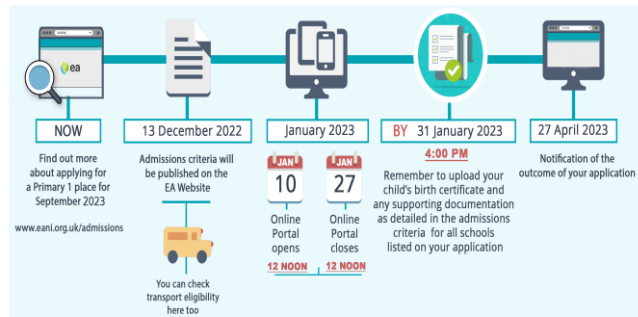 ea
NOW
Find out more
about applying for
a Primary 1 place for
September 2023
www.eani.org.uk/admissions
13 December 2022
Admissions criteria will
be published on the
EA Website
You can check
transport eligibility
here too
January 2023
JAN
10
Online
Portal
opens
12 NOON
JAN
27
Online
Portal
closes
12 NOON
BY 31 January 2023
4:00 PM
Remember to upload your
child's birth certificate and
any supporting documentation
as detailed in the admissions
criteria for all schools
listed on your application
27 April 2023
Notification of the
outcome of your application